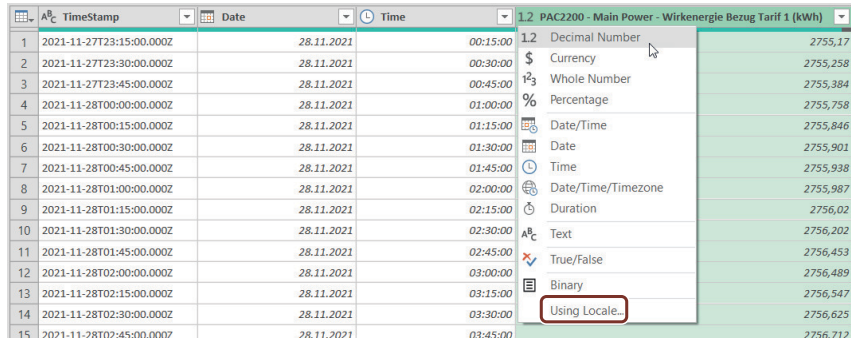 ABC TimeStamp Date Time 1.2 PAC2200 - Main Power - Wirkenergie Bezug Tarif 1 (kWh)
1 2021-11-27T23:15:00.000Z 28.11.2021 00:15:00 1.2 Decimal Number 2755,17
2 2021-11-27T23:30:00.000Z 28.11.2021 00:30:00 $ Currency 2755,258
3 2021-11-27T23:45:00.000Z 28.11.2021 00:45:00 123 Whole Number 2755,384
4 2021-11-28T00:00:00.000Z 28.11.2021 01:00:00 % Percentage 2755,758
5 2021-11-28T00:15:00.000Z 28.11.2021 01:15:00 Date/Time 2755,846
6 2021-11-28T00:30:00.000Z 28.11.2021 01:30:00 Date 2755,901
7 2021-11-28T00:45:00.000Z 28.11.2021 01:45:00 Time 2755,938
8 2021-11-28T01:00:00.000Z 28.11.2021 02:00:00 Date/Time/Timezone 2755,987
9 2021-11-28T01:15:00.000Z 28.11.2021 02:15:00 Duration 2756,02
10 2021-11-28T01:30:00.000Z 28.11.2021 02:30:00 ABC Text 2756,202
11 2021-11-28T01:45:00.000Z 28.11.2021 02:45:00 True/False 2756,453
12 2021-11-28T02:00:00.000Z 28.11.2021 03:00:00 2756,489
13 2021-11-28T02:15:00.000Z 28.11.2021 03:15:00 Binary 2756,547
14 2021-11-28T02:30:00.000Z 28.11.2021 03:30:00 Using Locale... 2756,625
15 2021-11-28T02:45:00.000Z 28.11.2021 03:45:00 2756,712